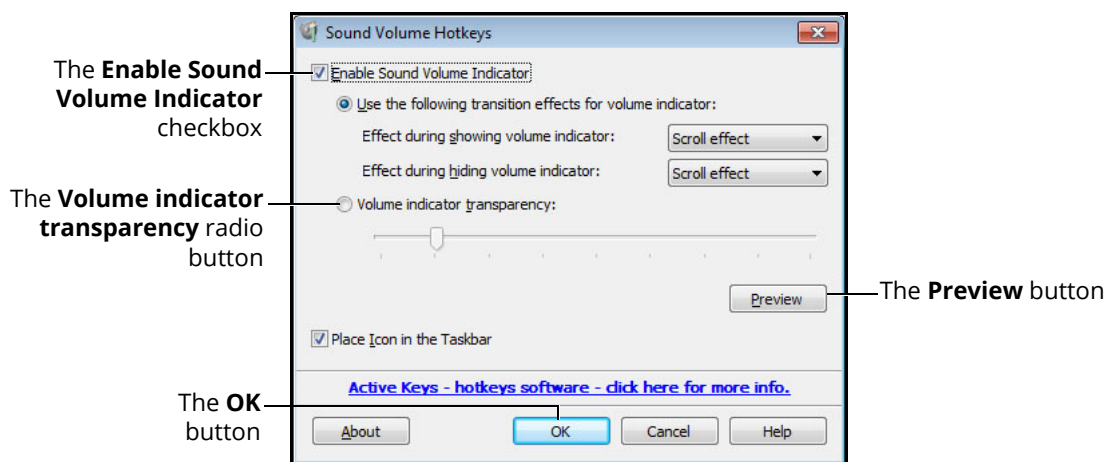 Sound Volume Hotkeys
The Enable Sound
Volume Indicator
checkbox
Enable Sound Volume Indicator
Use the following transition effects for volume indicator:
Effect during showing volume indicator:
Scroll effect
Effect during hiding volume indicator:
Scroll effect
The Volume indicator
transparency radio
button
Volume indicator transparency:
Preview
The Preview button
Place Icon in the Taskbar
Active Keys - hotkeys software - click here for more info.
The OK
button
About
OK
Cancel
Help